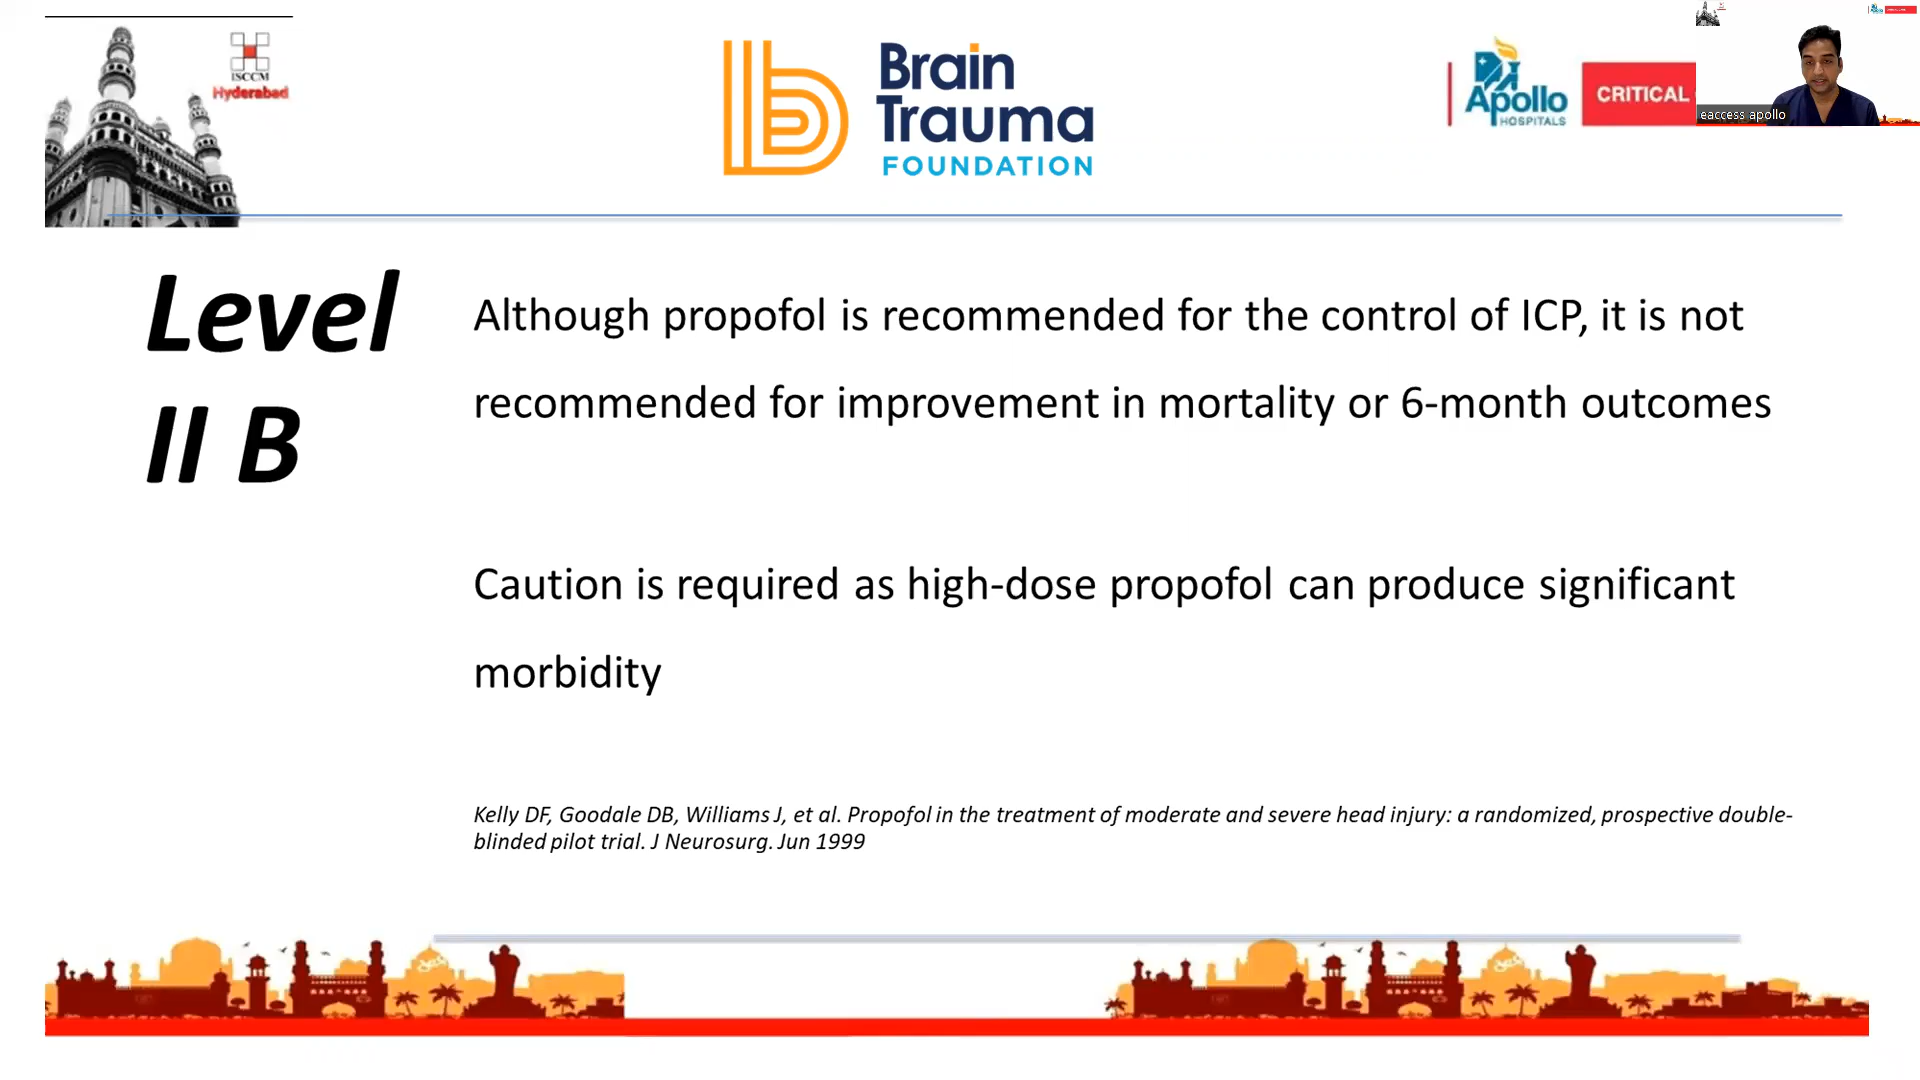 ISCCM
Hyderabad
Brain
Trauma
FOUNDATION
Apollo
HOSPITALS
CRITICAL
eaccess apollo
Level
II B
Although propofol is recommended for the control of ICP, it is not
recommended for improvement in mortality or 6-month outcomes
Caution is required as high-dose propofol can produce significant
morbidity
Kelly DF, Goodale DB, Williams J, et al. Propofol in the treatment of moderate and severe head injury: a randomized, prospective double-
blinded pilot trial. J Neurosurg. Jun 1999